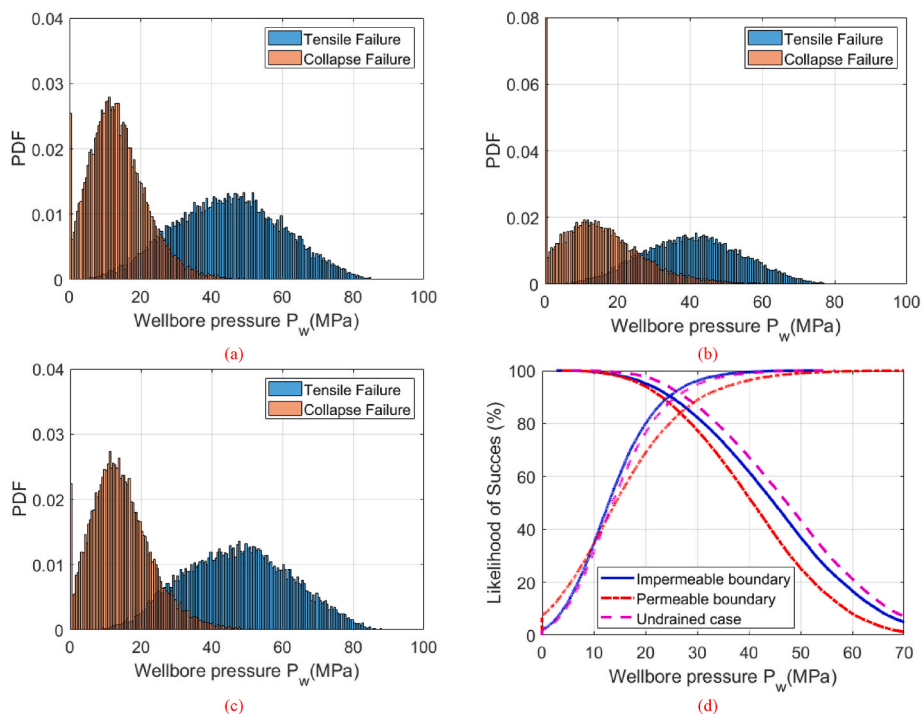 0.04
0.03
0.02
0.01
0
PDF
Tensile Failure
Collapse Failure
0 20 40 60 80 100
Wellbore pressure P_w(MPa)
(a)
0.08
0.06
0.04
0.02
0
PDF
Tensile Failure
Collapse Failure
0 20 40 60 80 100
Wellbore pressure P_w(MPa)
(b)
0.04
0.03
0.02
0.01
0
PDF
Tensile Failure
Collapse Failure
0 20 40 60 80 100
Wellbore pressure P_w(MPa)
(c)
100
80
60
40
20
0
Likelihood of Succes (%)
Impermeable boundary
Permeable boundary
Undrained case
0 10 20 30 40 50 60 70
Wellbore pressure P_w(MPa)
(d)